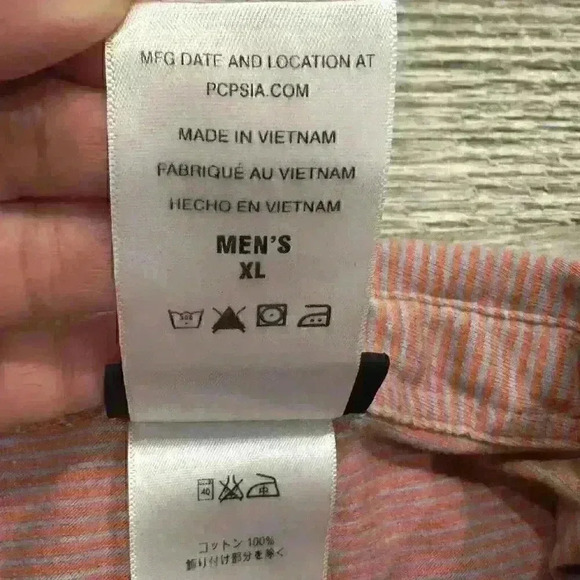 MFG DATE AND LOCATION AT
PCPSIA.COM
MADE IN VIETNAM
FABRIQUÉ AU VIETNAM
HECHO EN VIETNAM
MEN'S
XL
40
コットン 100%
飾り付け部分を除く